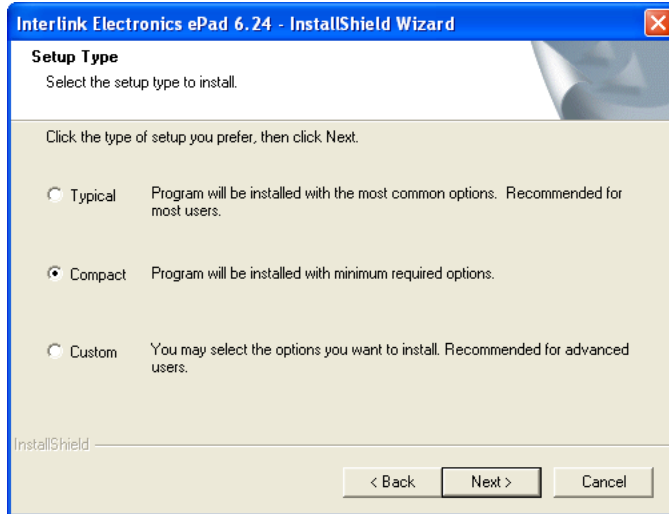 Interlink Electronics ePad 6.24 - InstallShield Wizard
Setup Type
Select the setup type to install.
Click the type of setup you prefer, then click Next.
Typical Program will be installed with the most common options. Recommended for
most users.
Compact Program will be installed with minimum required options.
Custom You may select the options you want to install. Recommended for advanced
users.
InstallShield
< Back Next > Cancel